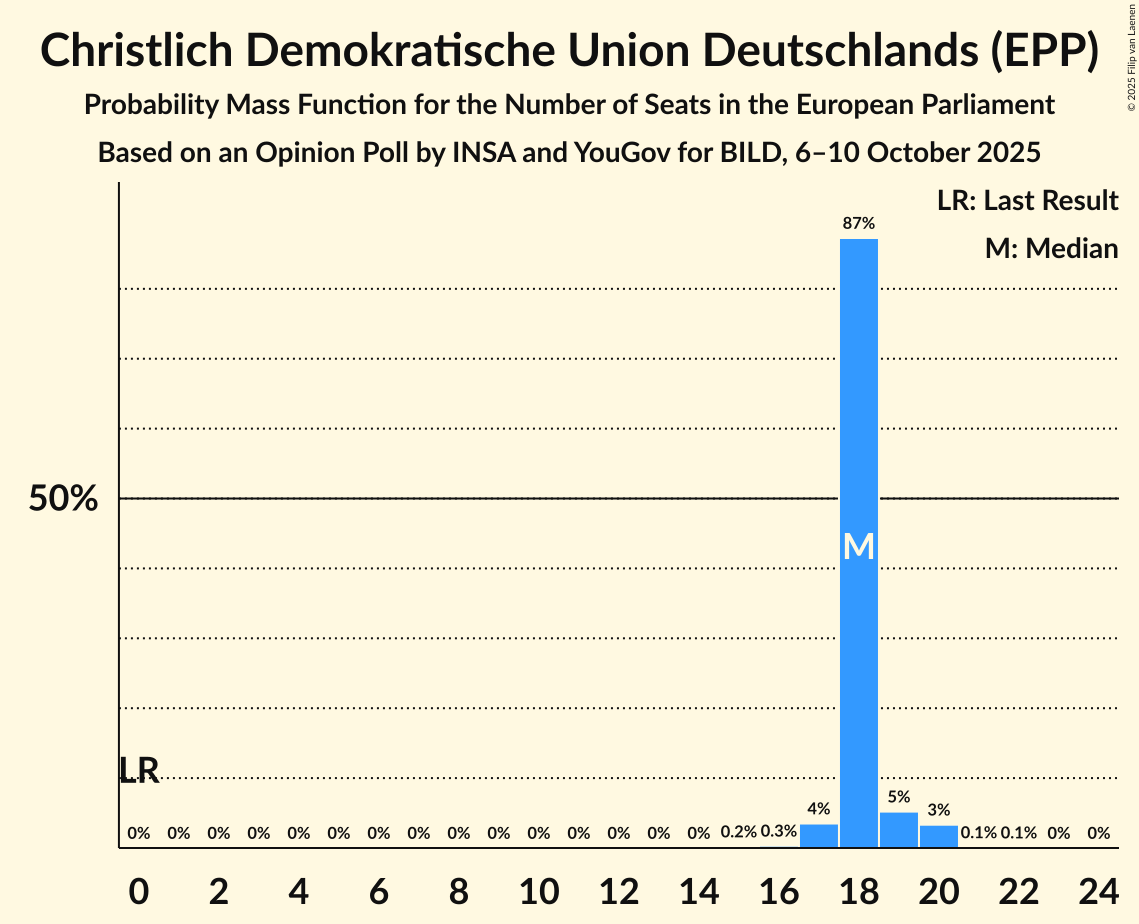 Christlich Demokratische Union Deutschlands (EPP)
Probability Mass Function for the Number of Seats in the European Parliament
Based on an Opinion Poll by INSA and YouGov for BILD, 6–10 October 2025
© 2025 Filip van Laenen
LR: Last Result
M: Median
87%
50%
M
LR
0% 0% 0% 0% 0% 0% 0% 0% 0% 0% 0% 0% 0% 0% 0% 0.2% 0.3% 4% 5% 3% 0.1% 0.1% 0% 0%
0 2 4 6 8 10 12 14 16 18 20 22 24